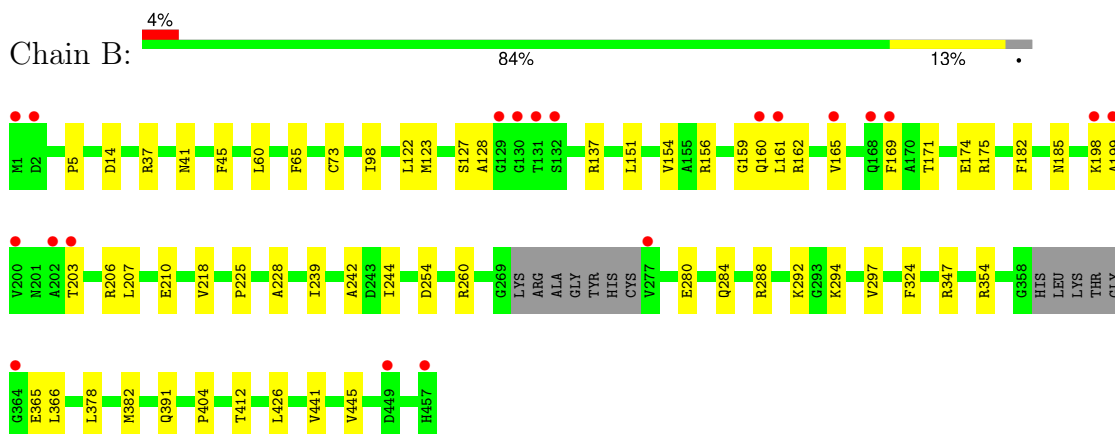 4%
Chain B:
84% 13% •
M1 D2 P5 D14 R37 N41 F45 L60 F65 C73 I98 L122 M123 S127 A128 G129 G130 T131 S132 R137 L151 V154 A155 R156 G159 Q160 L161 R162 V165 Q168 F169 A170 T171 E174 R175 F182 N185 K198 A199
V200 N201 A202 T203 R206 L207 E210 V218 P225 A228 I239 A242 D243 I244 D254 R260 G269 LYS ARG ALA GLY TYR HIS CYS V277 E280 Q284 R288 K292 G293 K294 V297 F324 R347 R354 G358 HIS LEU LYS THR GLY
G364 E365 L366 L378 M382 Q391 P404 T412 L426 V441 V445 D449 H457